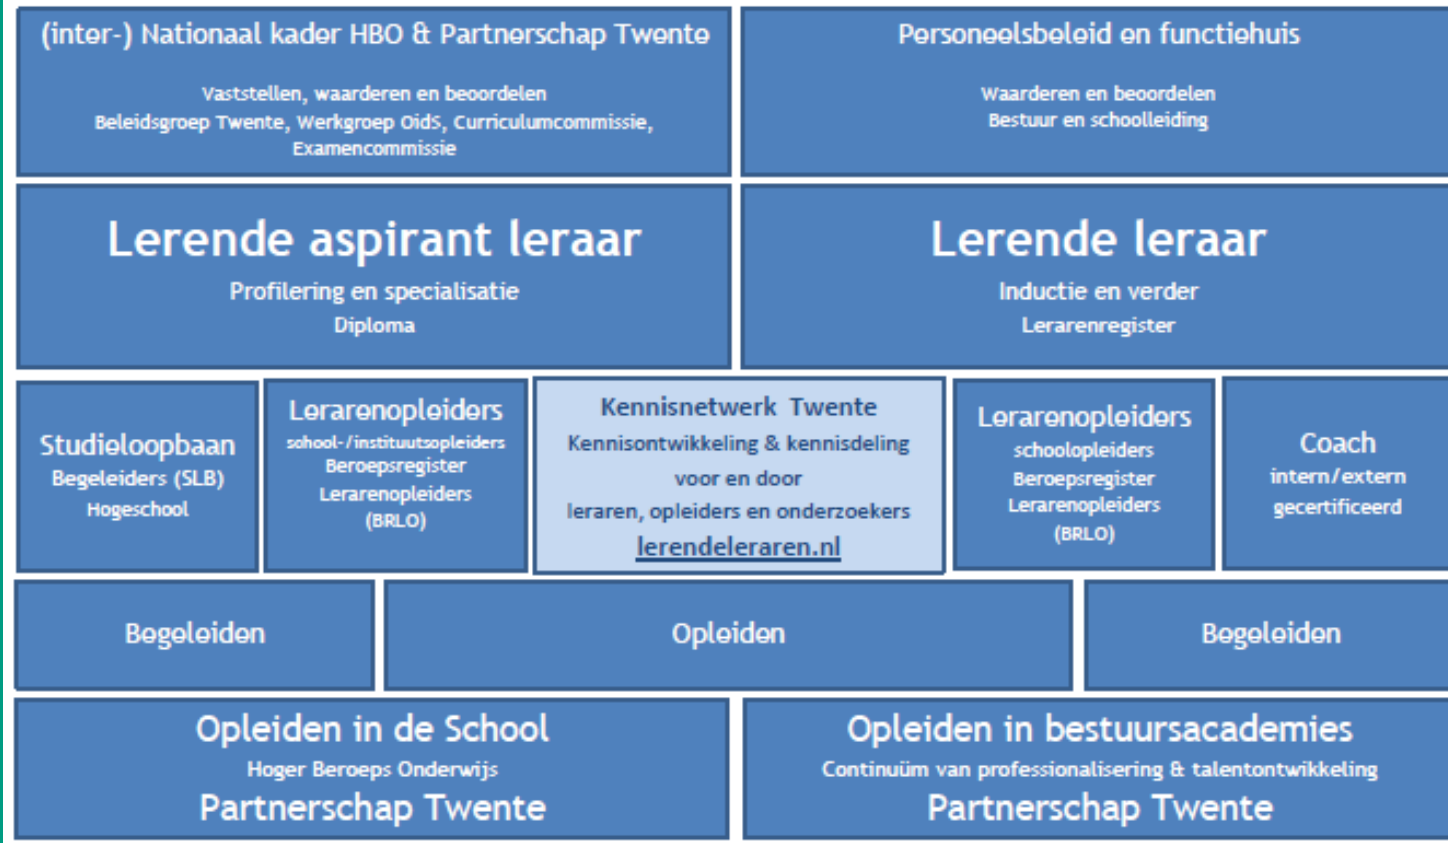 (inter-) Nationaal kader HBO & Partnerschap Twente
Vaststellen, waarderen en beoordelen
Beleidsgroep Twente, Werkgroep OidS, Curriculumcommissie,
Examencommissie
Personeelsbeleid en functiehuis
Waarderen en beoordelen
Bestuur en schoolleiding
Lerende aspirant leraar
Profilering en specialisatie
Diploma
Lerende leraar
Inductie en verder
Lerarenregister
Studieloopbaan
Begeleiders (SLB)
Hogeschool
Lerarenopleiders
school-/instituutsopleiders
Beroepsregister
Lerarenopleiders
(BRLO)
Kennisnetwerk Twente
Kennisontwikkeling & kennisdeling
voor en door
leraren, opleiders en onderzoekers
lerendeleraren.nl
Lerarenopleiders
schoolopleiders
Beroepsregister
Lerarenopleiders
(BRLO)
Coach
intern/extern
gecertificeerd
Begeleiden
Opleiden
Begeleiden
Opleiden in de School
Hoger Beroeps Onderwijs
Partnerschap Twente
Opleiden in bestuursacademies
Continuüm van professionalisering & talentontwikkeling
Partnerschap Twente